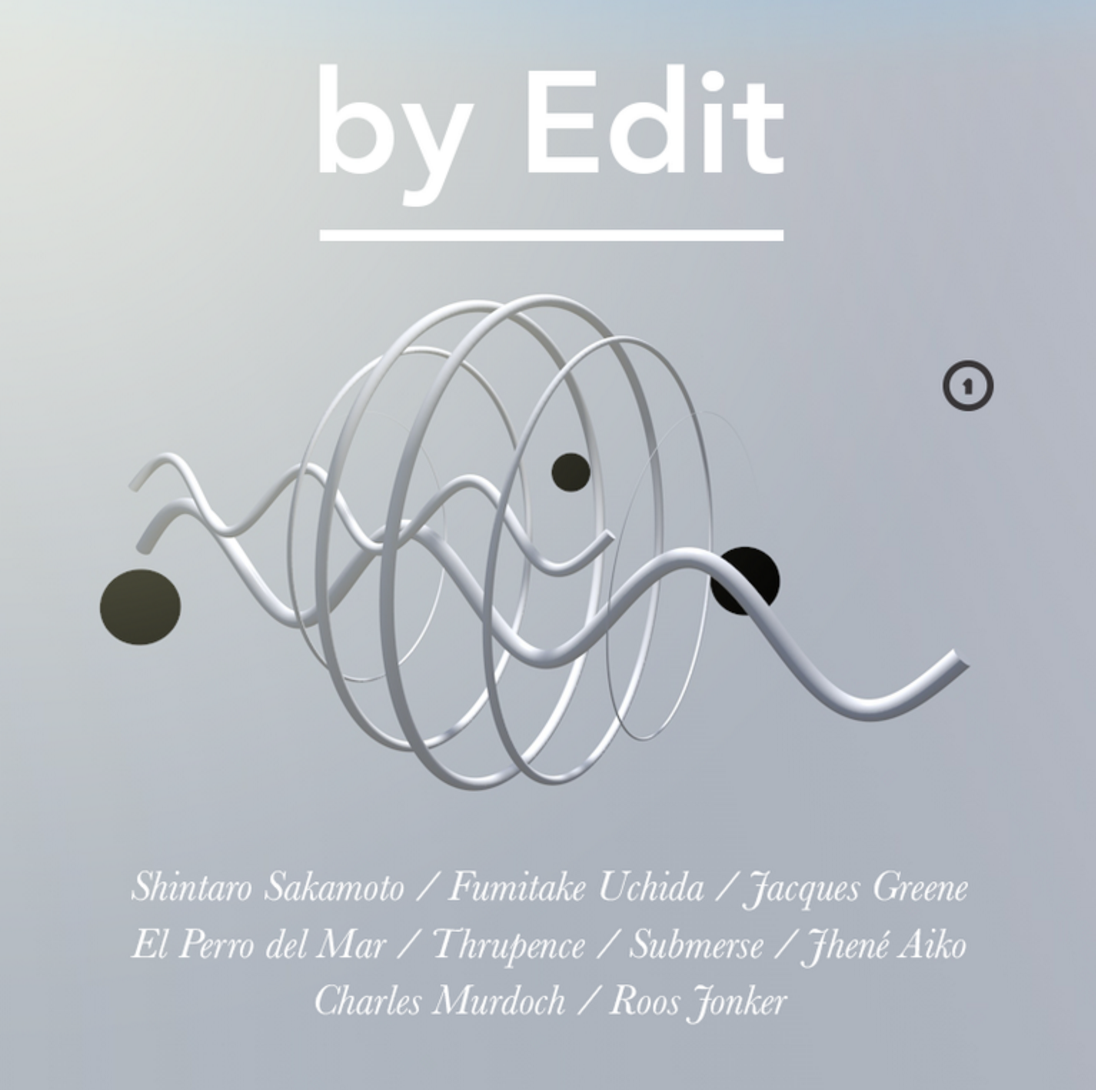 by Edit
1
Shintaro Sakamoto / Fumitake Uchida / Jacques Greene
El Perro del Mar / Thrupence / Submerse / Jhené Aiko
Charles Murdoch / Roos Jonker